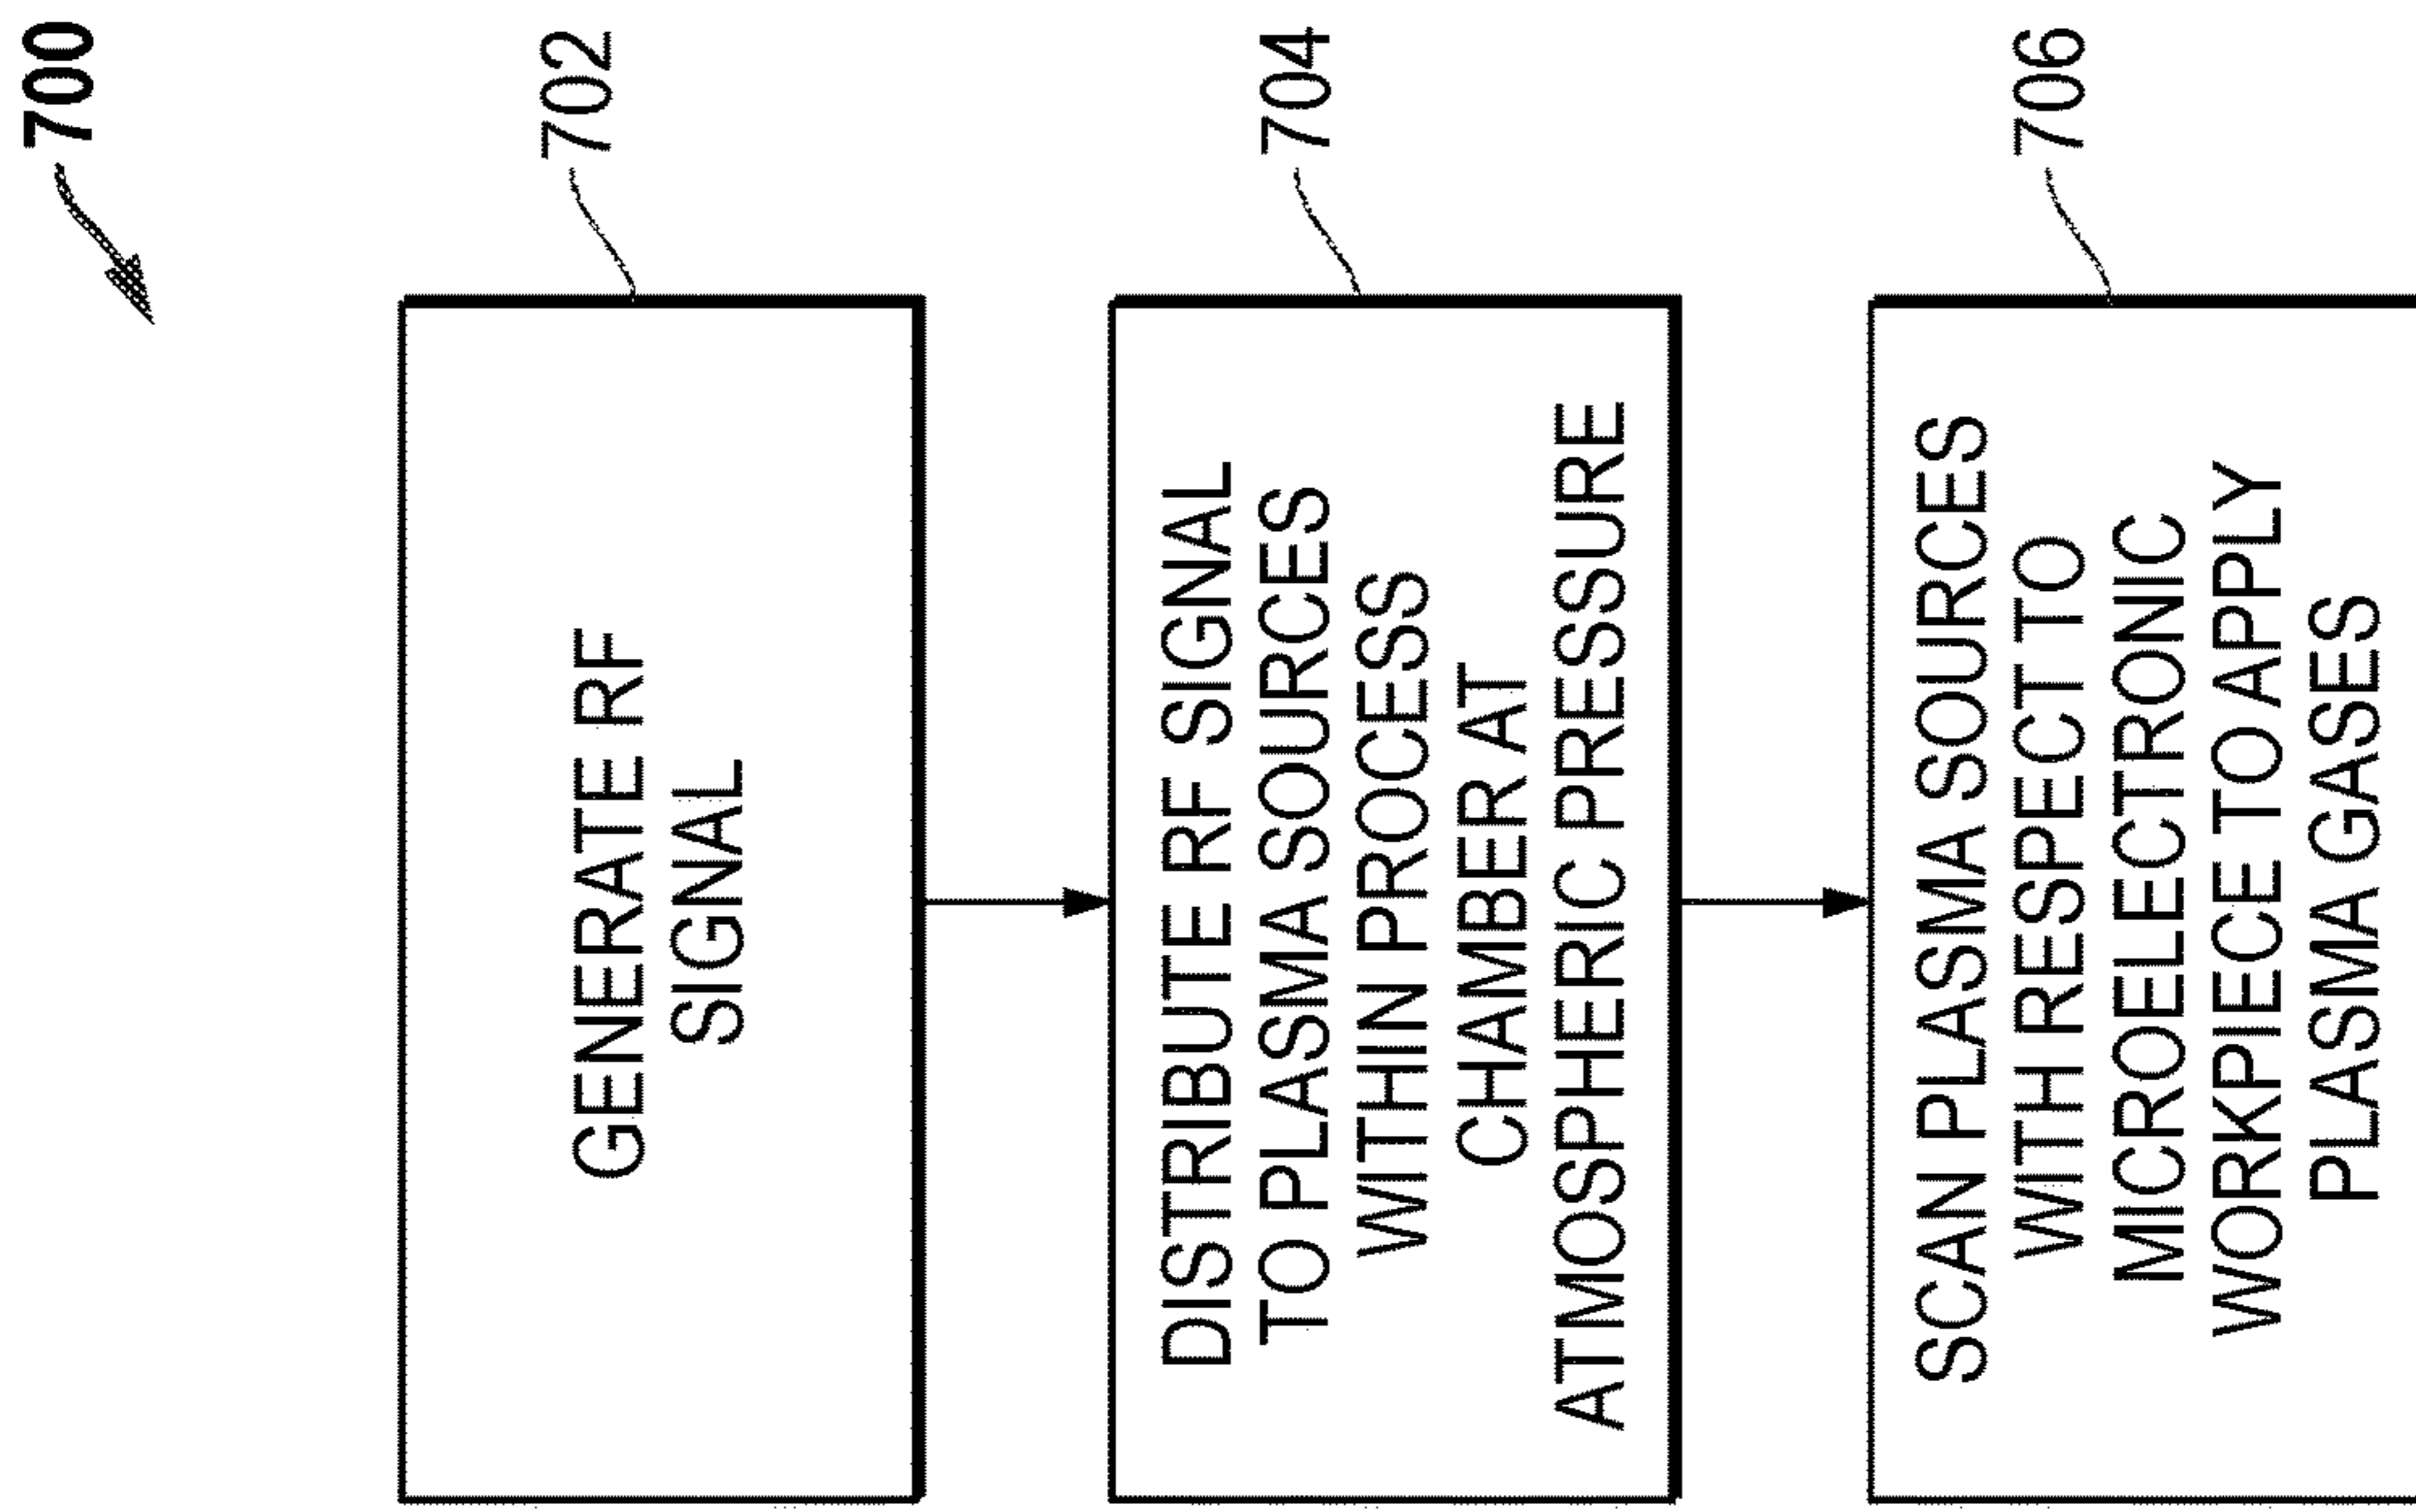 700
702
GENERATE RF
SIGNAL
704
DISTRIBUTE RF SIGNAL
TO PLASMA SOURCES
WITHIN PROCESS
CHAMBER AT
ATMOSPHERIC PRESSURE
706
SCAN PLASMA SOURCES
WITH RESPECT TO
MICROELECTRONIC
WORKPIECE TO APPLY
PLASMA GASES